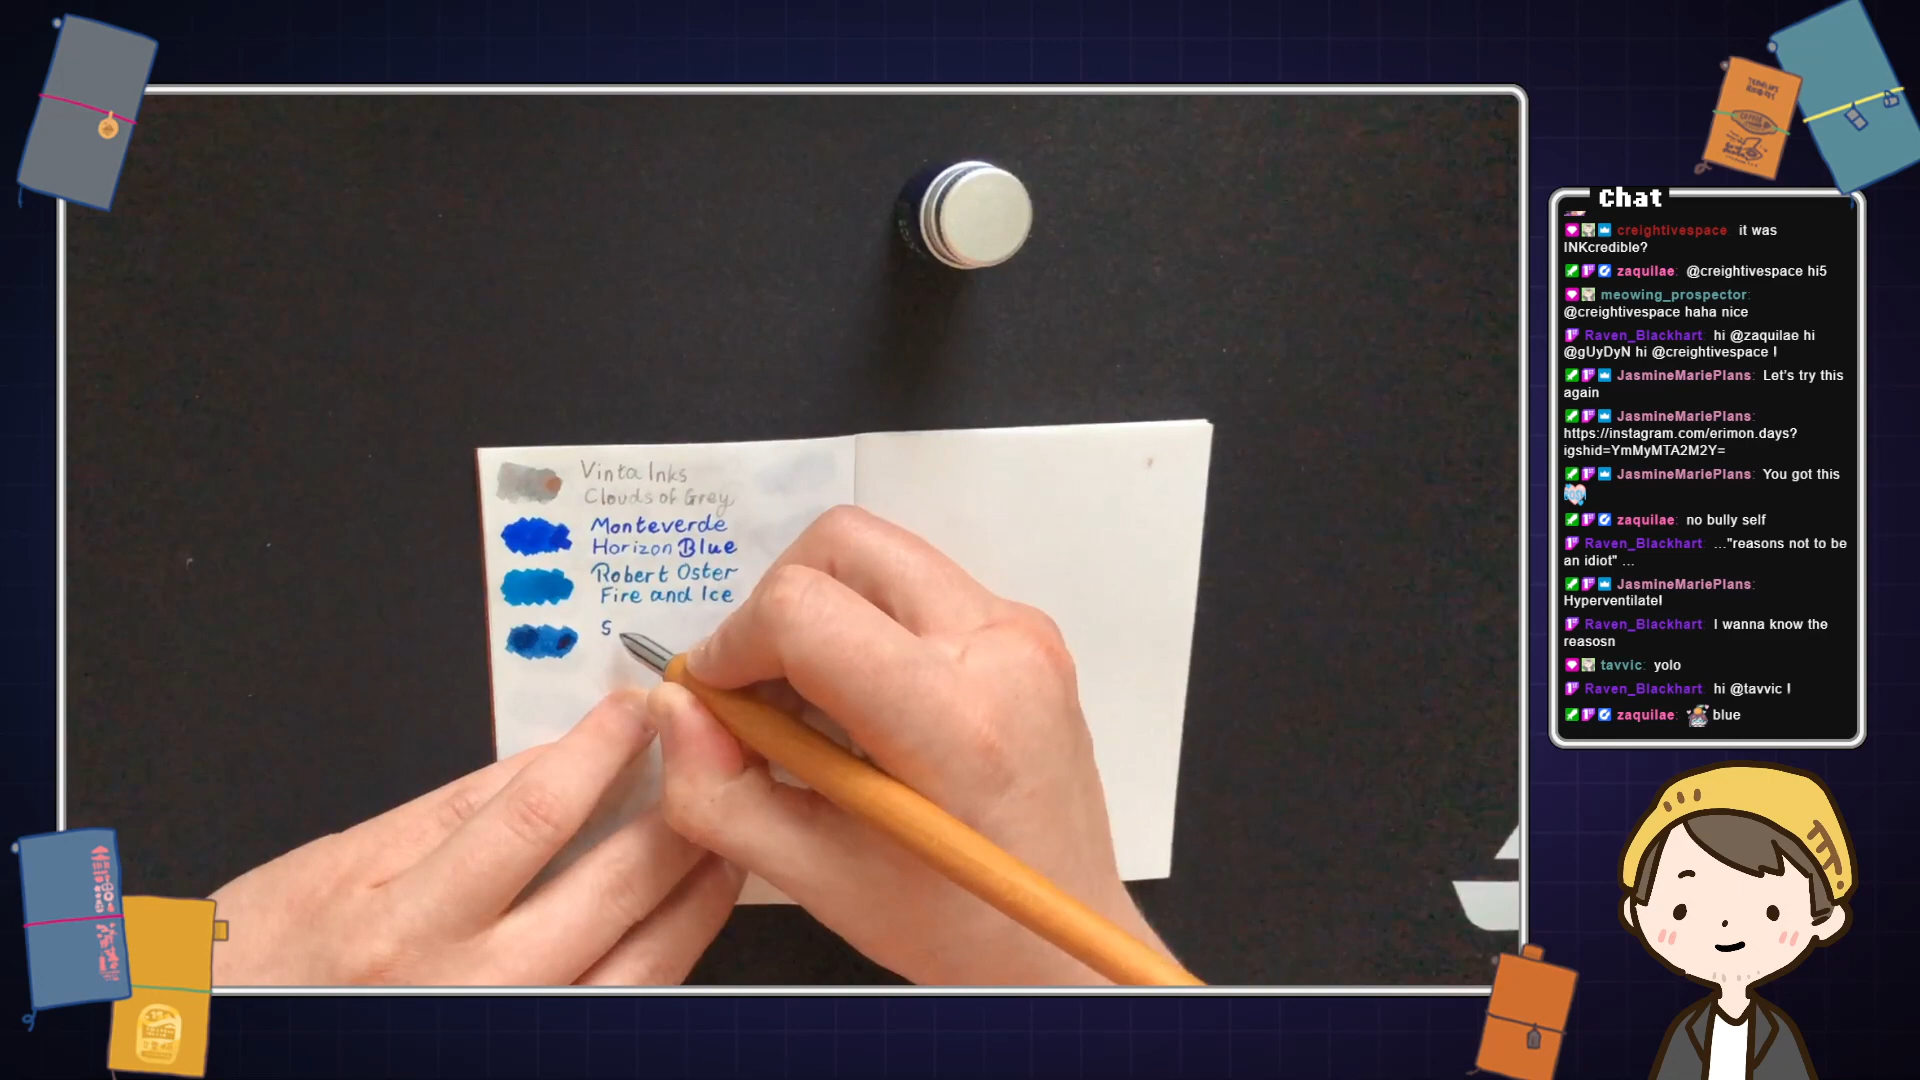 Vinta Inks
Clouds of Grey
Monteverde
Horizon Blue
Robert Oster
Fire and Ice
S
chat
creightivespace it was
INKcredible?
zaquilae: @creightivespace hi5
meowing_prospector:
@creightivespace haha nice
Raven_Blackhart: hi @zaquilae hi
@gUyDyN hi @creightivespace !
JasmineMariePlans: Let's try this
again
JasmineMariePlans:
https://instagram.com/erimon.days?
igshid=YmMyMTA2M2Y=
JasmineMariePlans: You got this
zaquilae: no bully self
Raven_Blackhart: ..."reasons not to be
an idiot" ...
JasmineMariePlans:
Hyperventilate!
Raven_Blackhart: I wanna know the
reasosn
tavvic: yolo
Raven_Blackhart: hi @tavvic !
zaquilae: blue